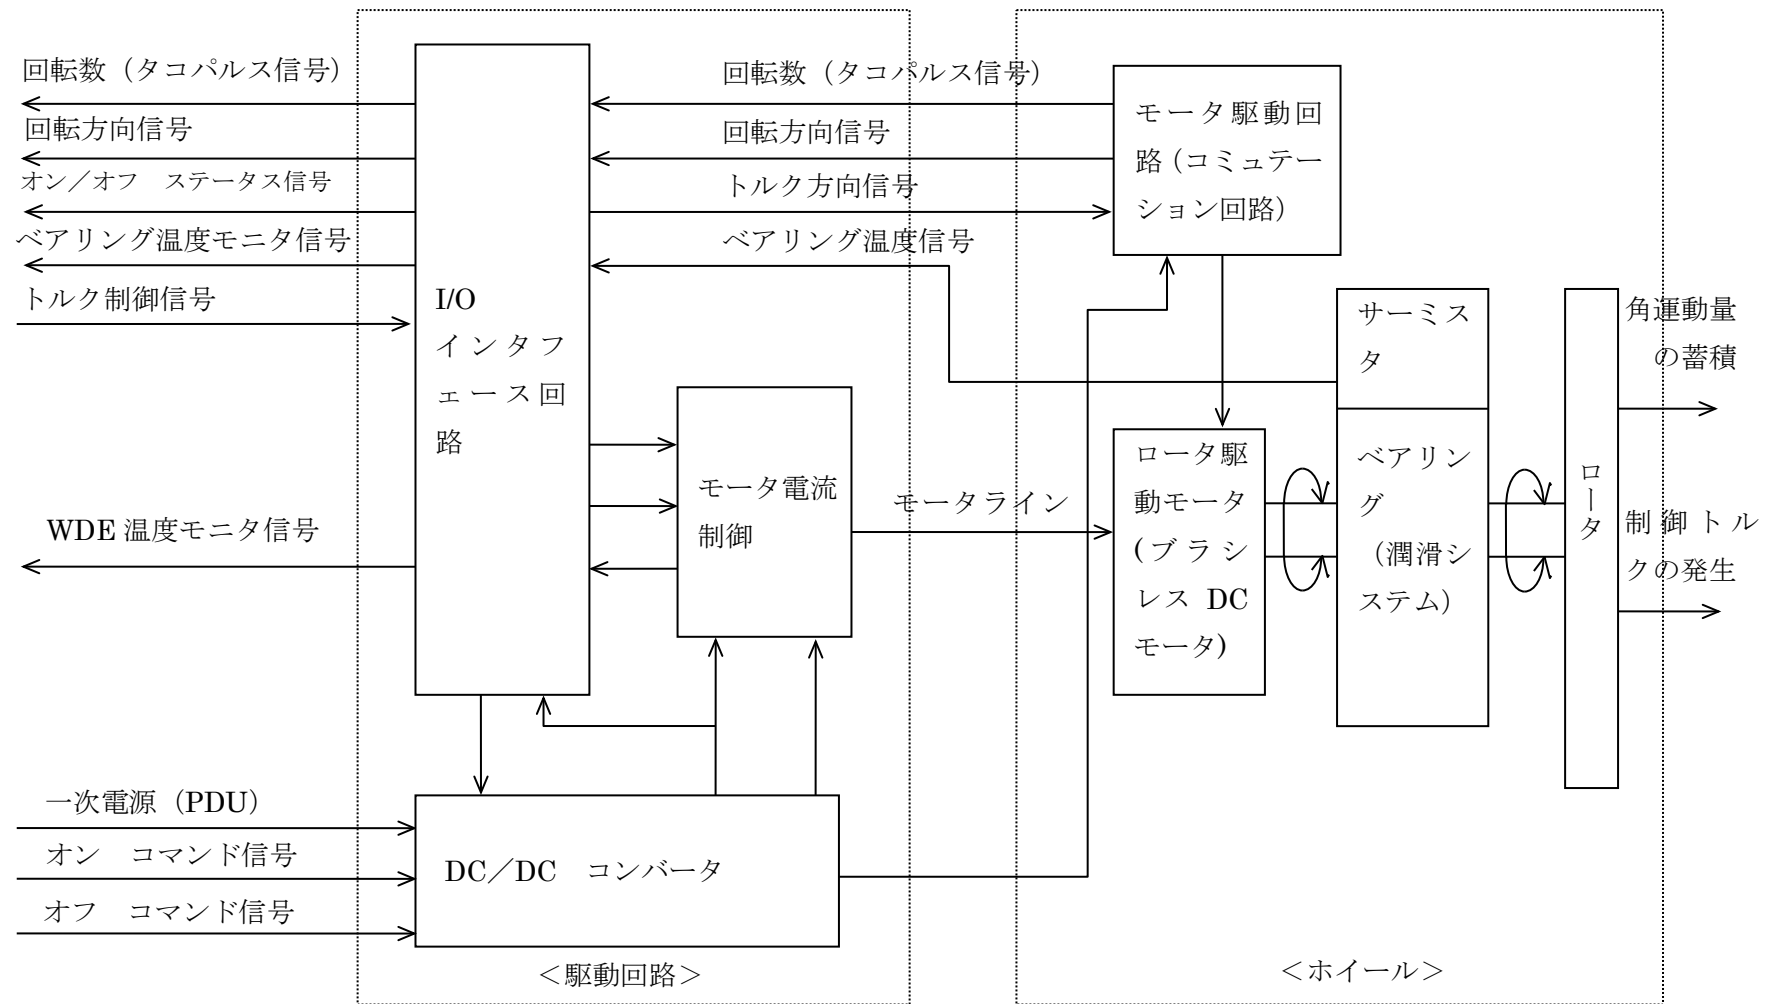 回転数（タコパルス信号）
回転方向信号
オン／オフ　ステータス信号
ベアリング温度モニタ信号
トルク制御信号
WDE 温度モニタ信号
一次電源（PDU）
オン　コマンド信号
オフ　コマンド信号
I/O
インタフ
ェース回
路
モータ電流
制御
DC／DC　コンバータ
＜駆動回路＞
回転数（タコパルス信号）
回転方向信号
トルク方向信号
ベアリング温度信号
モータライン
モータ駆動回
路（コミュテー
ション回路）
ロータ駆
動モータ
(ブラシ
レス DC
モータ)
サーミス
タ
ベアリン
グ
（潤滑シ
ステム）
ロータ
角運動量
の蓄積
制御トル
クの発生
＜ホイール＞